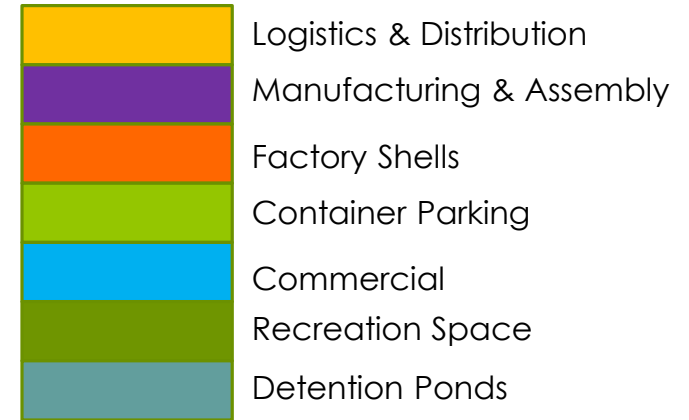 Logistics & Distribution
Manufacturing & Assembly
Factory Shells
Container Parking
Commercial
Recreation Space
Detention Ponds